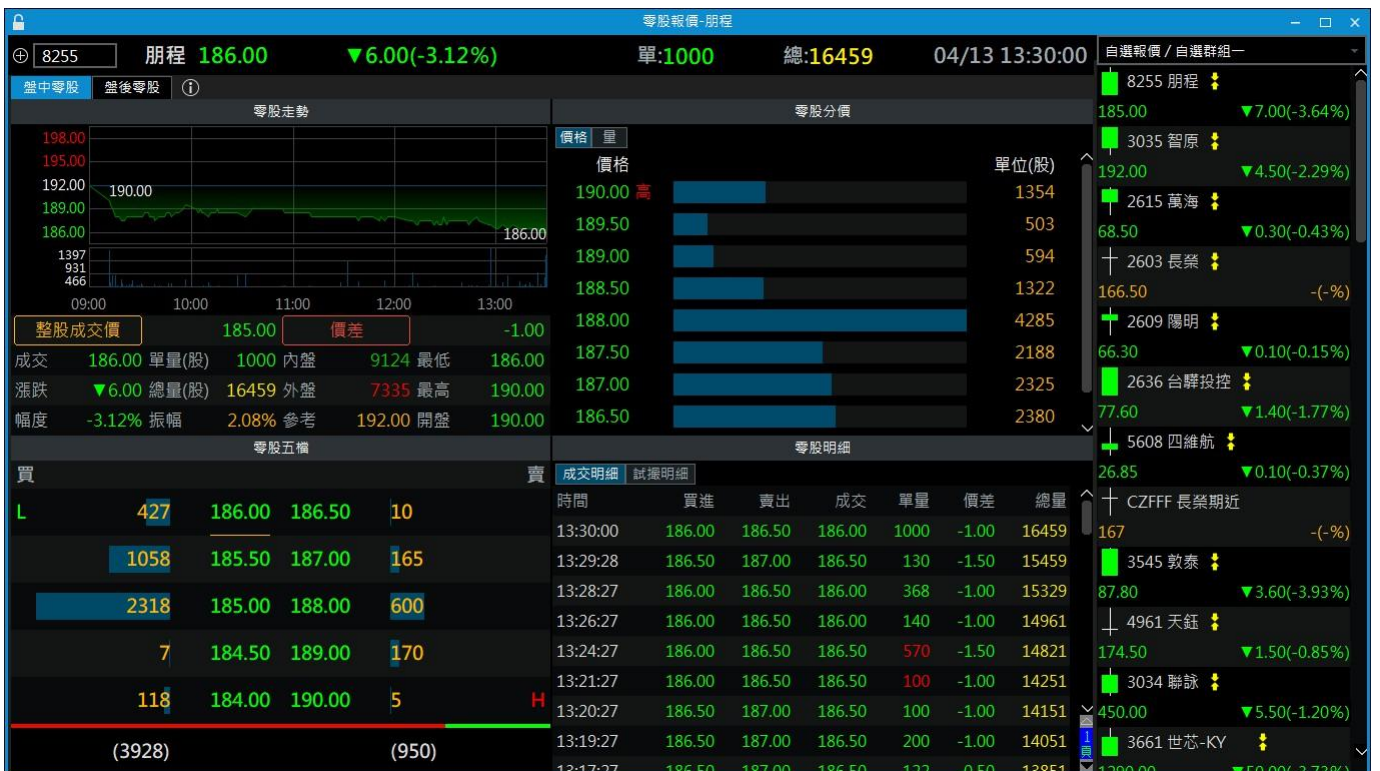 零股報價-朋程
8255 朋程 186.00 ▼6.00(-3.12%) 單:1000 總:16459 04/13 13:30:00
盤中零股 盤後零股
零股走勢
198.00
195.00
192.00
190.00
189.00
186.00
186.00
1397
931
466
09:00 10:00 11:00 12:00 13:00
整股成交價 185.00 價差 -1.00
成交 186.00 單量(股) 1000 內盤 9124 最低 186.00
漲跌 ▼6.00 總量(股) 16459 外盤 7335 最高 190.00
幅度 -3.12% 振幅 2.08% 參考 192.00 開盤 190.00
零股分價
價格 量
價格 單位(股)
190.00 高 1354
189.50 503
189.00 594
188.50 1322
188.00 4285
187.50 2188
187.00 2325
186.50 2380
零股五檔
買 賣
L 427 186.00 186.50 10
1058 185.50 187.00 165
2318 185.00 188.00 600
7 184.50 189.00 170
118 184.00 190.00 5 H
(3928) (950)
零股明細
成交明細 試撮明細
時間 買進 賣出 成交 單量 價差 總量
13:30:00 186.00 186.50 186.00 1000 -1.00 16459
13:29:28 186.50 187.00 186.50 130 -1.50 15459
13:28:27 186.00 186.50 186.00 368 -1.00 15329
13:26:27 186.00 186.50 186.00 140 -1.00 14961
13:24:27 186.00 186.50 186.50 570 -1.50 14821
13:21:27 186.00 186.50 186.50 100 -1.00 14251
13:20:27 186.50 187.00 186.50 100 -1.00 14151
13:19:27 186.50 187.00 186.50 200 -1.00 14051
13:17:27 186.50 187.00 186.50 122 -0.50 13851
1
頁
自選報價 / 自選群組一
8255 朋程
185.00 ▼7.00(-3.64%)
3035 智原
192.00 ▼4.50(-2.29%)
2615 萬海
68.50 ▼0.30(-0.43%)
2603 長榮
166.50 -(-%)
2609 陽明
66.30 ▼0.10(-0.15%)
2636 台驊投控
77.60 ▼1.40(-1.77%)
5608 四維航
26.85 ▼0.10(-0.37%)
CZFFF 長榮期近
167 -(-%)
3545 敦泰
87.80 ▼3.60(-3.93%)
4961 天鈺
174.50 ▼1.50(-0.85%)
3034 聯詠
450.00 ▼5.50(-1.20%)
3661 世芯-KY
1290.00 ▼50.00(-3.73%)